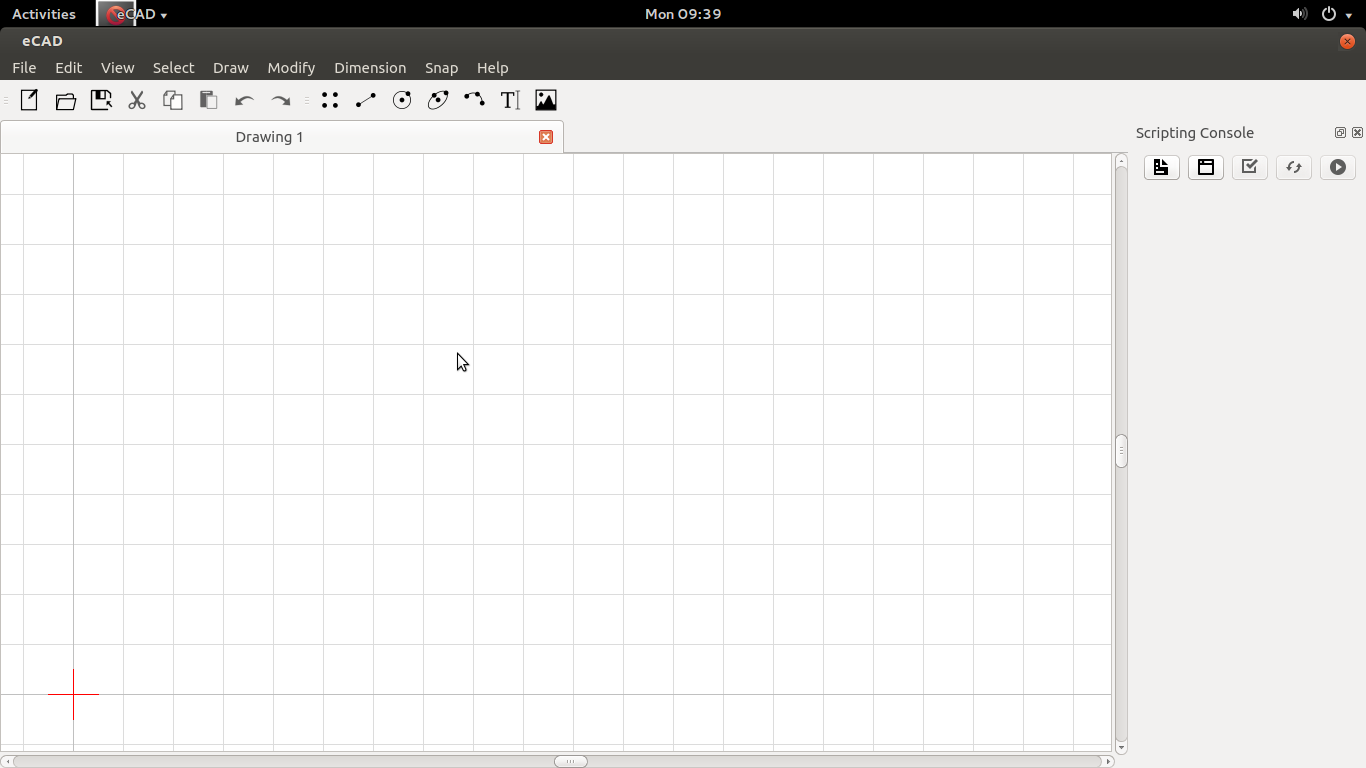 Activities eCAD Mon 09:39
eCAD
File Edit View Select Draw Modify Dimension Snap Help
Drawing 1
Scripting Console